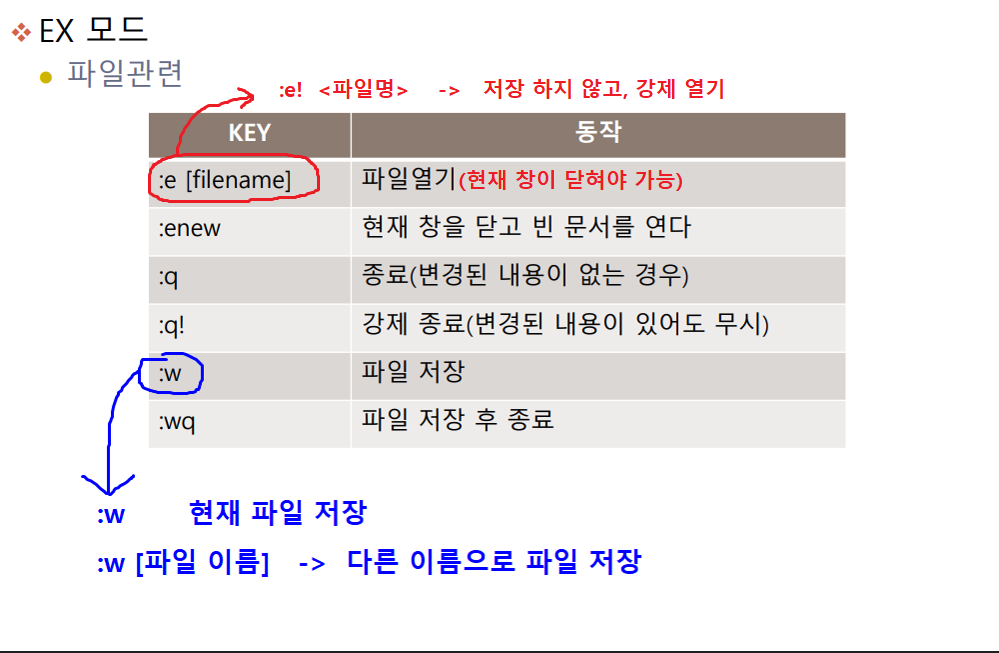 EX 모드
파일관련
:e! <파일명> -> 저장 하지 않고, 강제 열기
KEY 동작
:e [filename] 파일열기(현재 창이 닫혀야 가능)
:enew 현재 창을 닫고 빈 문서를 연다
:q 종료(변경된 내용이 없는 경우)
:q! 강제 종료(변경된 내용이 있어도 무시)
:w 파일 저장
:wq 파일 저장 후 종료
:w 현재 파일 저장
:w [파일 이름] -> 다른 이름으로 파일 저장